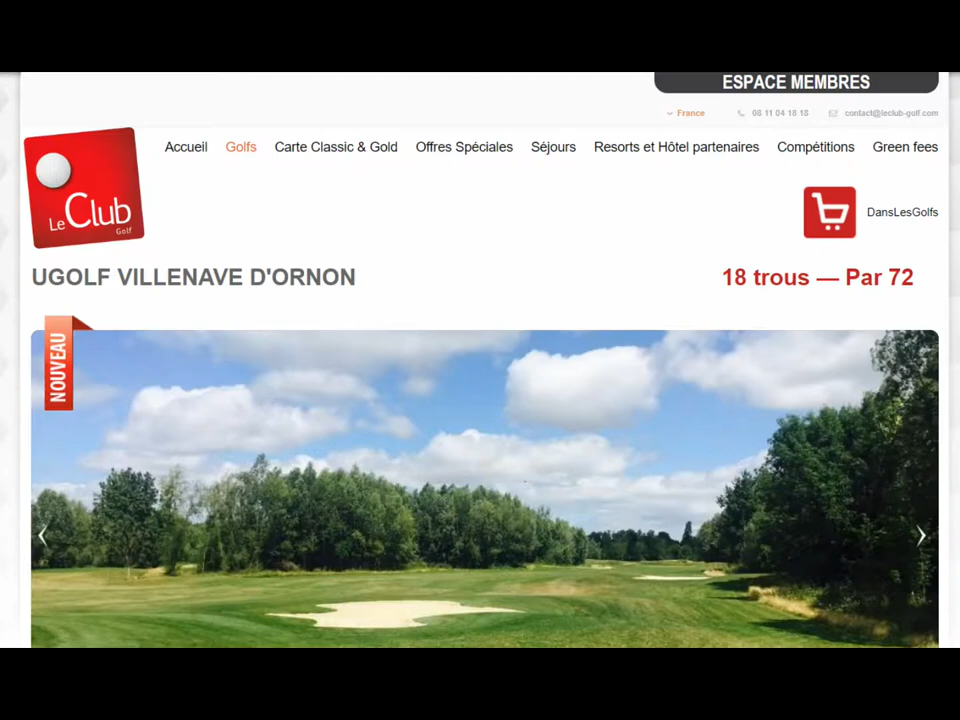 ESPACE MEMBRES
France 08 11 04 18 18 contact@leclub-golf.com
Accueil Golfs Carte Classic & Gold Offres Spéciales Séjours Resorts et Hôtel partenaires Compétitions Green fees
Le Club
Golf
DansLesGolfs
UGOLF VILLENAVE D'ORNON 18 trous — Par 72
NOUVEAU